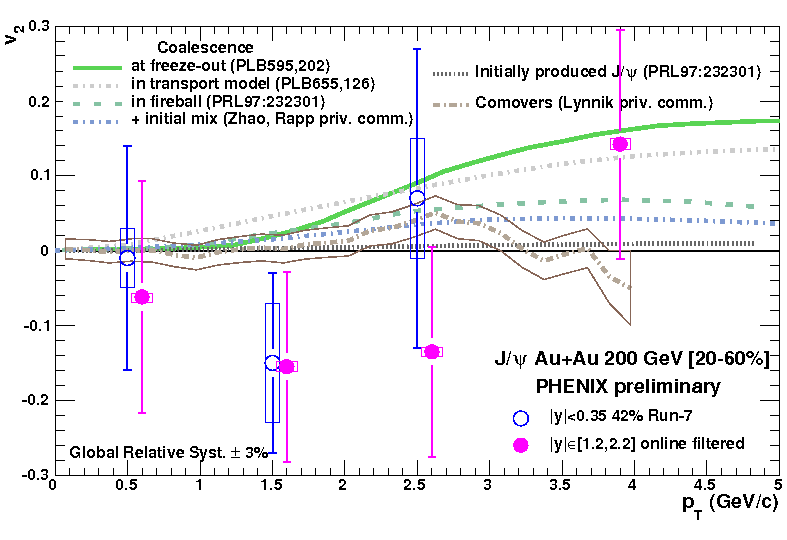 0.3
v2
Coalescence
at freeze-out (PLB595,202)
in transport model (PLB655,126)
in fireball (PRL97:232301)
+ initial mix (Zhao, Rapp priv. comm.)
Initially produced J/ψ (PRL97:232301)
Comovers (Lynnik priv. comm.)
0.2
0.1
0
-0.1
-0.2
-0.3
J/ψ Au+Au 200 GeV [20-60%]
PHENIX preliminary
|y|<0.35 42% Run-7
|y|∈[1.2,2.2] online filtered
Global Relative Syst. ± 3%
0 0.5 1 1.5 2 2.5 3 3.5 4 4.5 5
pT (GeV/c)